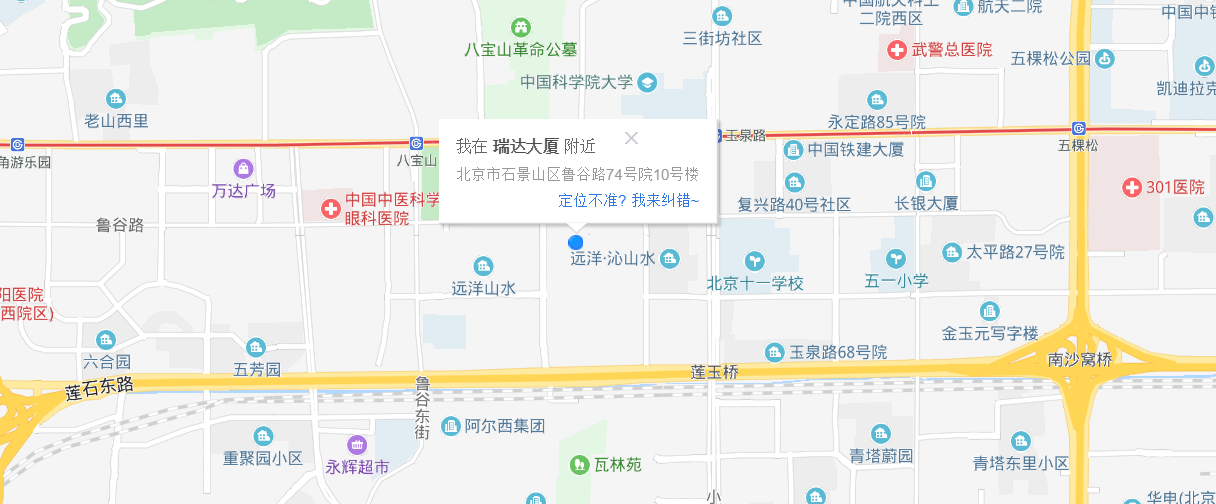 二院西区
航天二院
三街坊社区
八宝山革命公墓
武警总医院
五棵松公园
中国科学院大学
凯迪拉克
老山西里
永定路85号院
玉泉路
五棵松
角游乐园
八宝山
我在 瑞达大厦 附近
中国铁建大厦
万达广场
北京市石景山区鲁谷路74号院10号楼
定位不准? 我来纠错~
301医院
中国中医科学
眼科医院
复兴路40号社区
长银大厦
鲁谷路
远洋·沁山水
太平路27号院
北京十一学校
五一小学
远洋山水
阳医院
西院区)
金玉元写字楼
六合园
五芳园
玉泉路68号院
南沙窝桥
莲玉桥
莲石东路
鲁谷东街
阿尔西集团
重聚园小区
永辉超市
瓦林苑
青塔蔚园
青塔东里小区
小
华电(北京